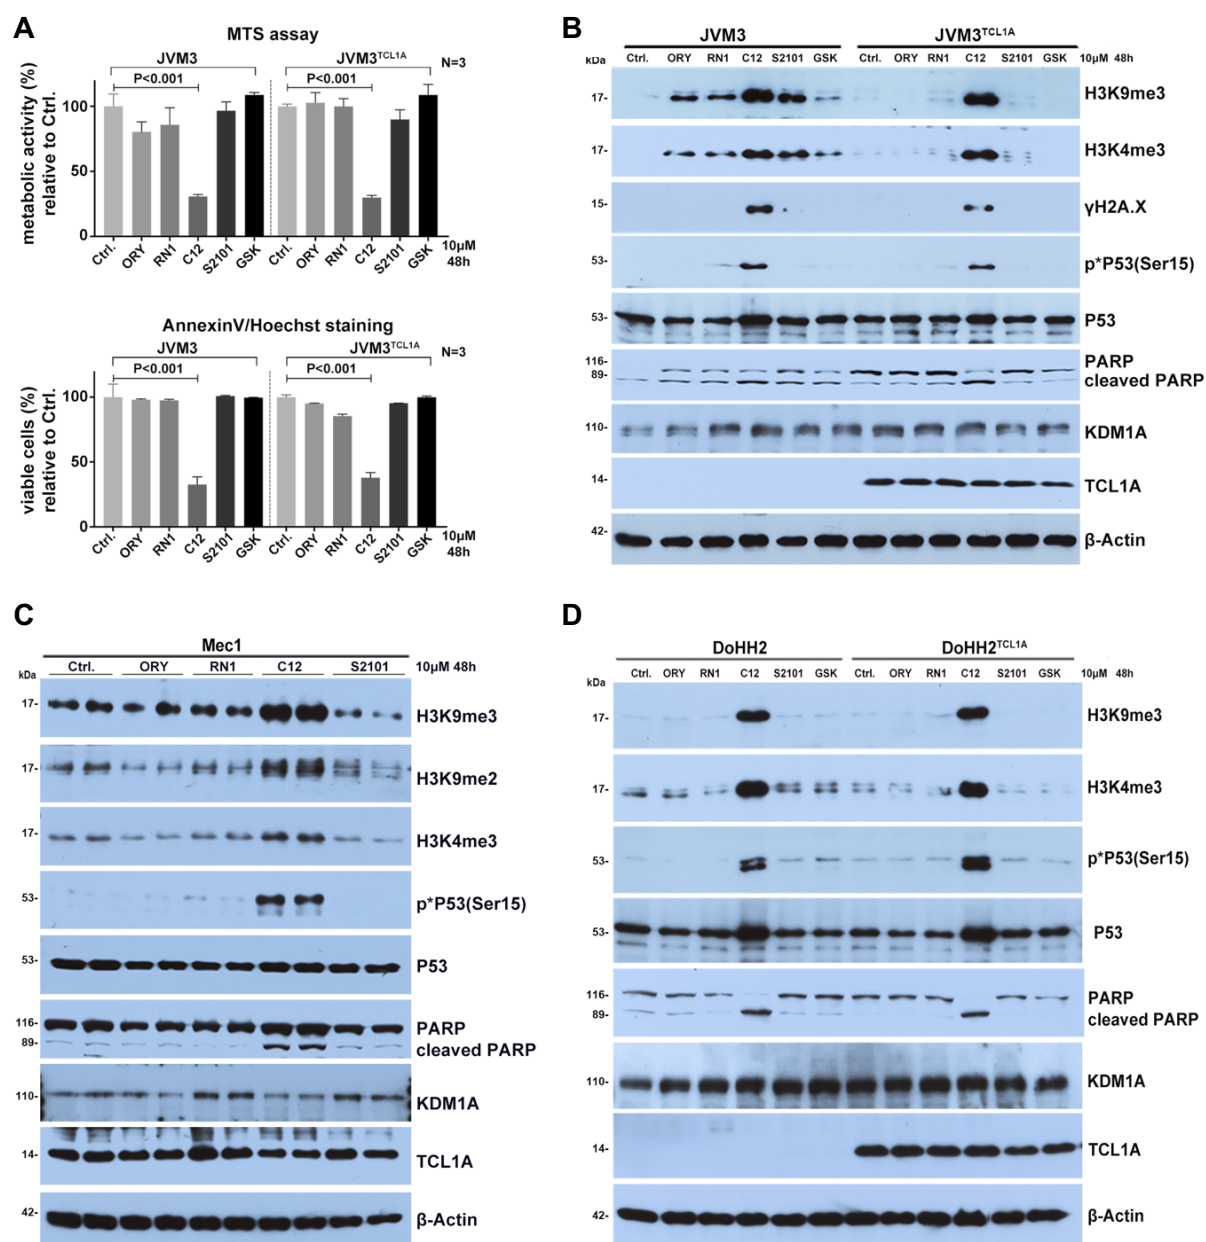 A
MTS assay
JVM3 JVM3TCL1A N=3
P<0.001 P<0.001
metabolic activity (%)
relative to Ctrl.
100
50
0
Ctrl. ORY RN1 C12 S2101 GSK Ctrl. ORY RN1 C12 S2101 GSK 10µM
48h
AnnexinV/Hoechst staining
JVM3 JVM3TCL1A N=3
P<0.001 P<0.001
viable cells (%)
relative to Ctrl.
100
50
0
Ctrl. ORY RN1 C12 S2101 GSK Ctrl. ORY RN1 C12 S2101 GSK 10µM
48h
B
JVM3 JVM3TCL1A
kDa Ctrl. ORY RN1 C12 S2101 GSK Ctrl. ORY RN1 C12 S2101 GSK 10µM 48h
17- H3K9me3
17- H3K4me3
15- γH2A.X
53- p*P53(Ser15)
53- P53
116- PARP
89- cleaved PARP
110- KDM1A
14- TCL1A
42- β-Actin
C
Mec1
Ctrl. ORY RN1 C12 S2101 10µM 48h
kDa
17- H3K9me3
17- H3K9me2
17- H3K4me3
53- p*P53(Ser15)
53- P53
116- PARP
89- cleaved PARP
110- KDM1A
14- TCL1A
42- β-Actin
D
DoHH2 DoHH2TCL1A
kDa Ctrl. ORY RN1 C12 S2101 GSK Ctrl. ORY RN1 C12 S2101 GSK 10µM 48h
17- H3K9me3
17- H3K4me3
53- p*P53(Ser15)
53- P53
116- PARP
89- cleaved PARP
110- KDM1A
14- TCL1A
42- β-Actin